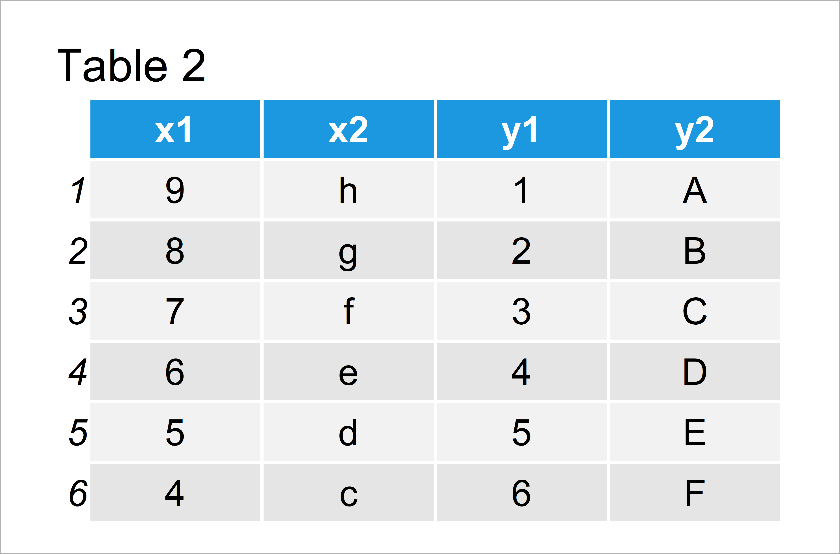 Table 2
x1 x2 y1 y2
1 9 h 1 A
2 8 g 2 B
3 7 f 3 C
4 6 e 4 D
5 5 d 5 E
6 4 c 6 F